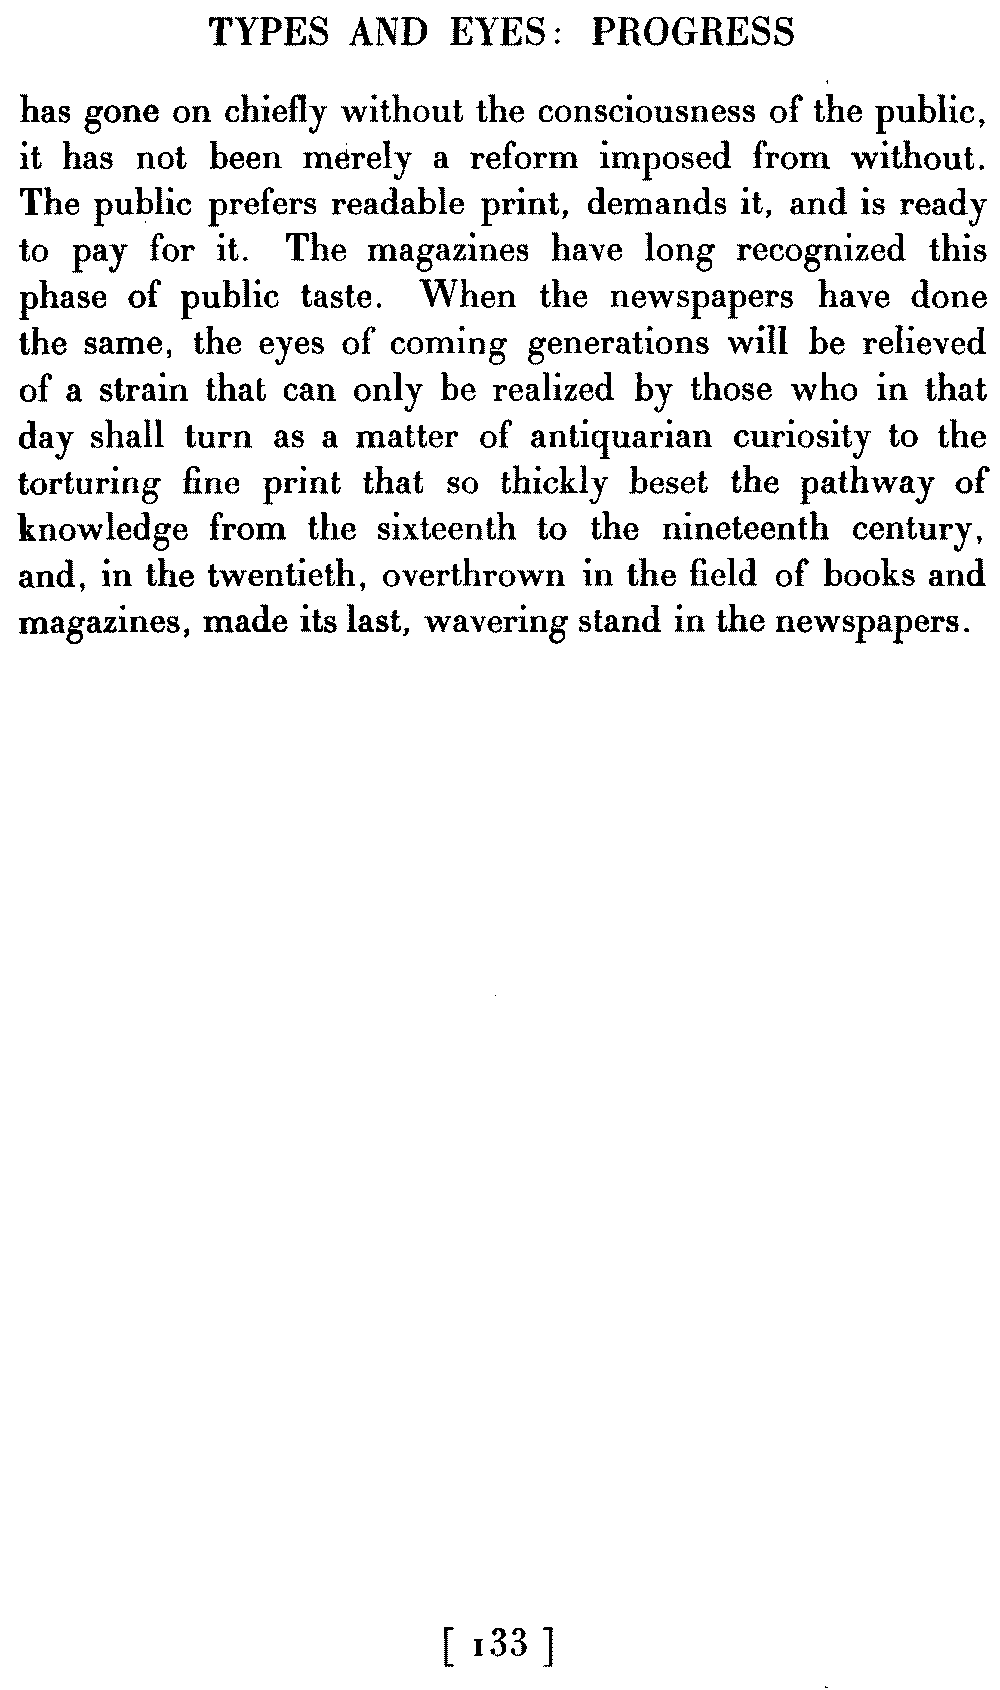 TYPES AND EYES: PROGRESS
has gone on chiefly without the consciousness of the public,
it has not been merely a reform imposed from without.
The public prefers readable print, demands it, and is ready
to pay for it. The magazines have long recognized this
phase of public taste. When the newspapers have done
the same, the eyes of coming generations will be relieved
of a strain that can only be realized by those who in that
day shall turn as a matter of antiquarian curiosity to the
torturing fine print that so thickly beset the pathway of
knowledge from the sixteenth to the nineteenth century,
and, in the twentieth, overthrown in the field of books and
magazines, made its last, wavering stand in the newspapers.
[ 133 ]